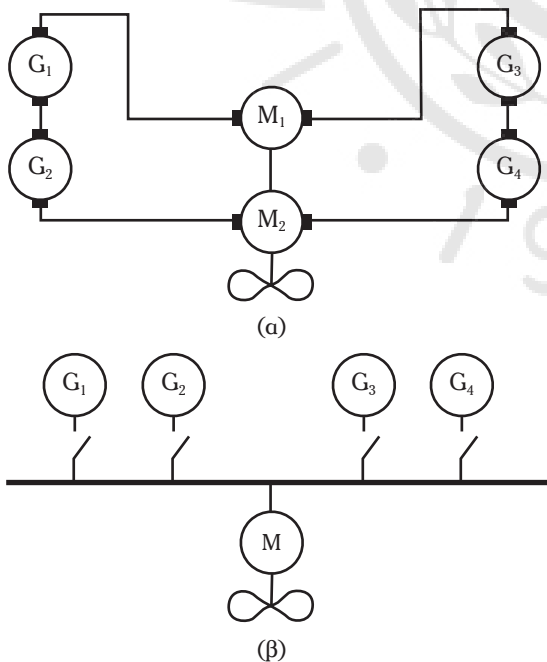 G₁ G₃
M₁
G₂ G₄
M₂
(α)
G₁ G₂ G₃ G₄
M
(β)